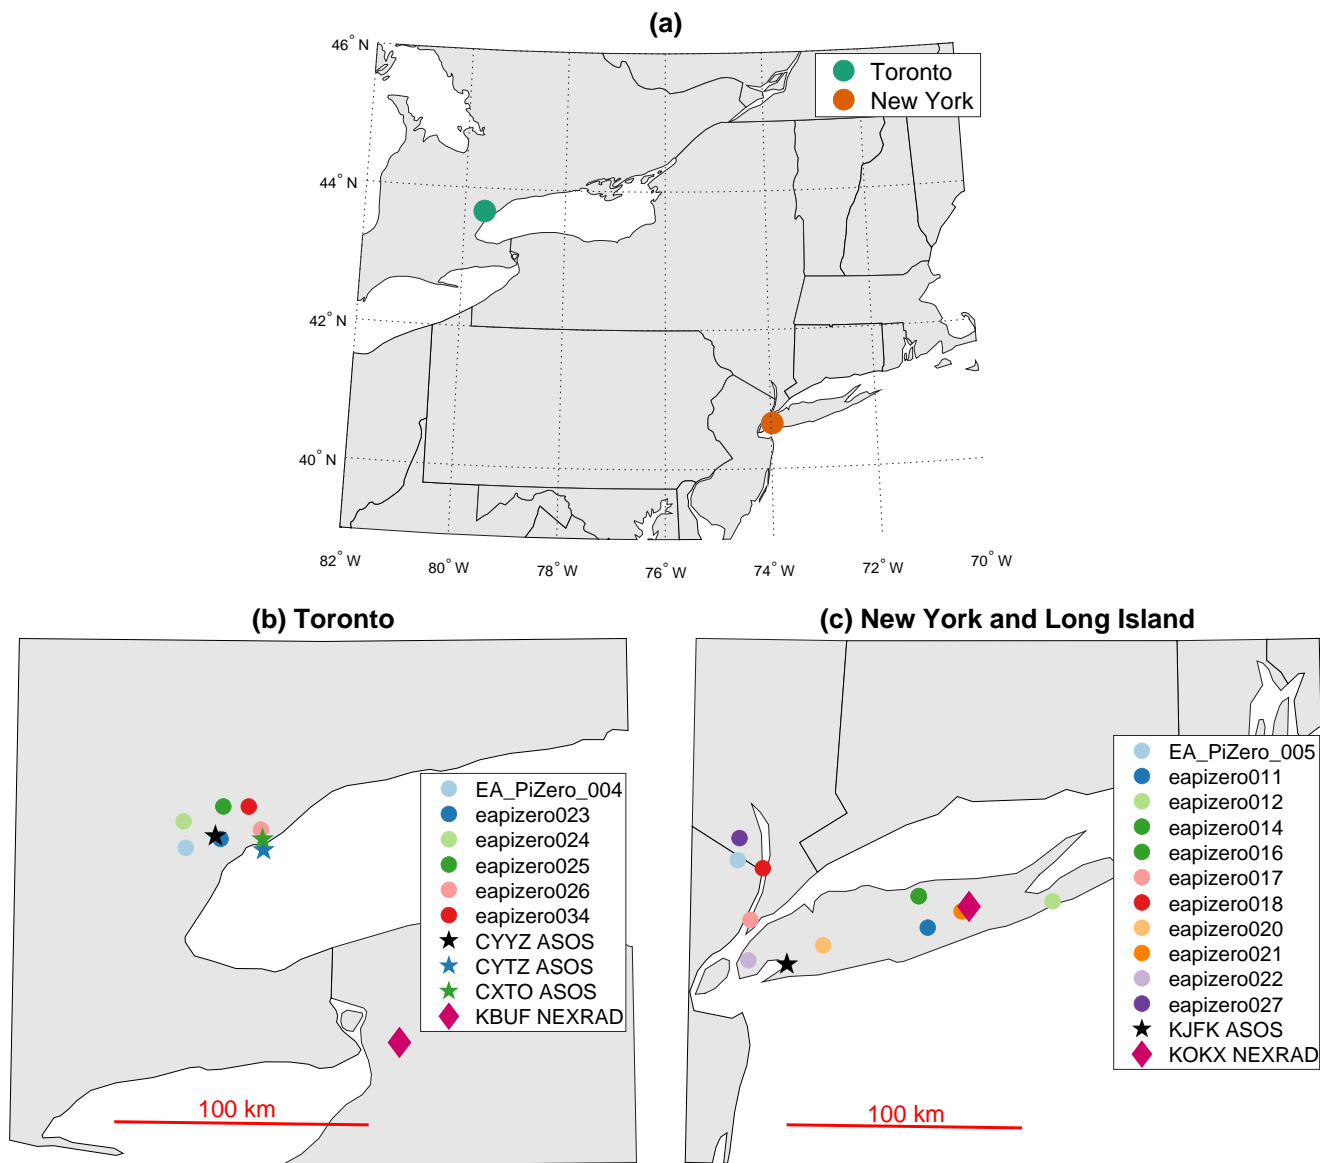 (a)
46° N
44° N
42° N
40° N
82° W
80° W
78° W
76° W
74° W
72° W
70° W
Toronto
New York
(b) Toronto
EA_PiZero_004
eapizero023
eapizero024
eapizero025
eapizero026
eapizero034
CYYZ ASOS
CYTZ ASOS
CXTO ASOS
KBUF NEXRAD
100 km
(c) New York and Long Island
EA_PiZero_005
eapizero011
eapizero012
eapizero014
eapizero016
eapizero017
eapizero018
eapizero020
eapizero021
eapizero022
eapizero027
KJFK ASOS
KOKX NEXRAD
100 km